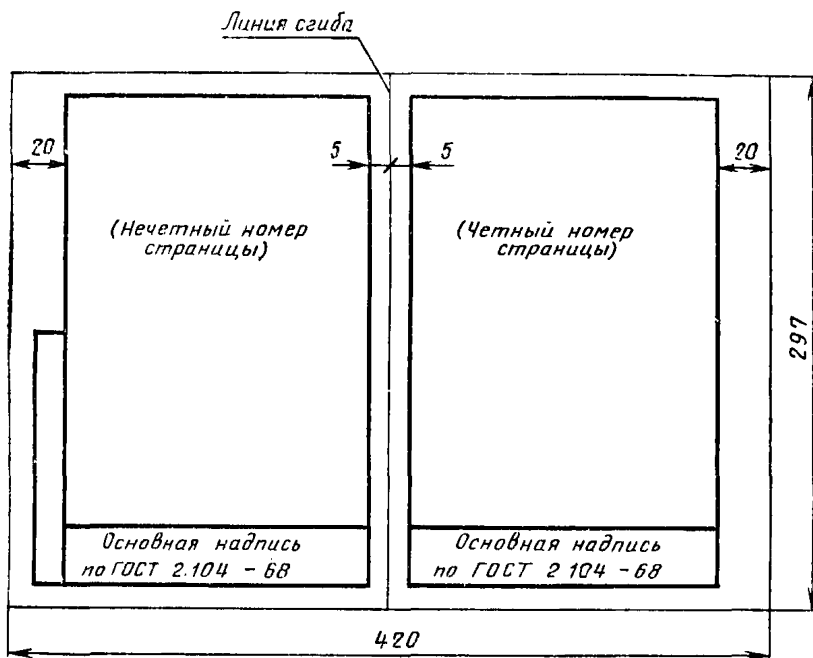 Линия сгиба
20
5
5
20
(Нечетный номер
страницы)
(Четный номер
страницы)
297
Основная надпись
по ГОСТ 2.104 - 68
Основная надпись
по ГОСТ 2 104 - 68
420